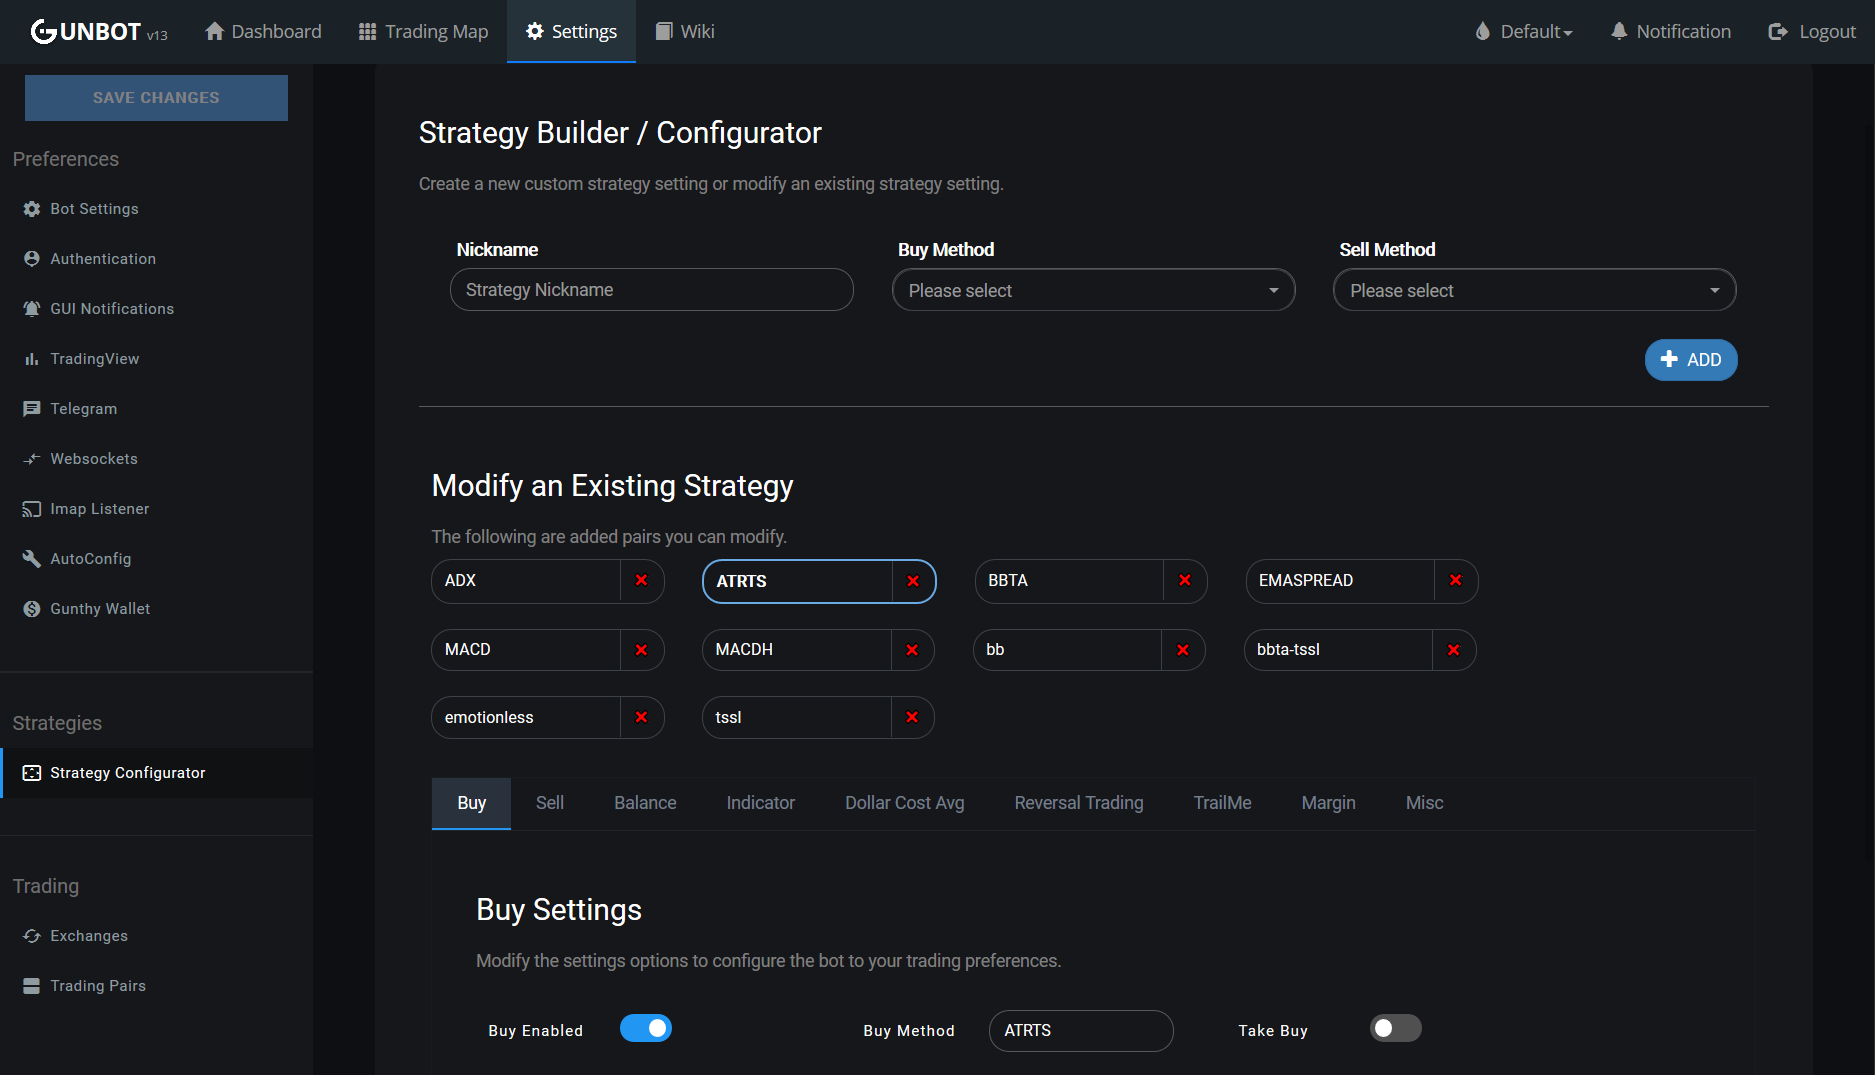 GUNBOT v13
Dashboard
Trading Map
Settings
Wiki
Default
Notification
Logout
SAVE CHANGES
Preferences
Bot Settings
Authentication
GUI Notifications
TradingView
Telegram
Websockets
Imap Listener
AutoConfig
Gunthy Wallet
Strategies
Strategy Configurator
Trading
Exchanges
Trading Pairs
Strategy Builder / Configurator
Create a new custom strategy setting or modify an existing strategy setting.
Nickname
Buy Method
Sell Method
Strategy Nickname
Please select
Please select
ADD
Modify an Existing Strategy
The following are added pairs you can modify.
ADX
ATRTS
BBTA
EMASPREAD
MACD
MACDH
bb
bbta-tssl
emotionless
tssl
Buy
Sell
Balance
Indicator
Dollar Cost Avg
Reversal Trading
TrailMe
Margin
Misc
Buy Settings
Modify the settings options to configure the bot to your trading preferences.
Buy Enabled
Buy Method
ATRTS
Take Buy